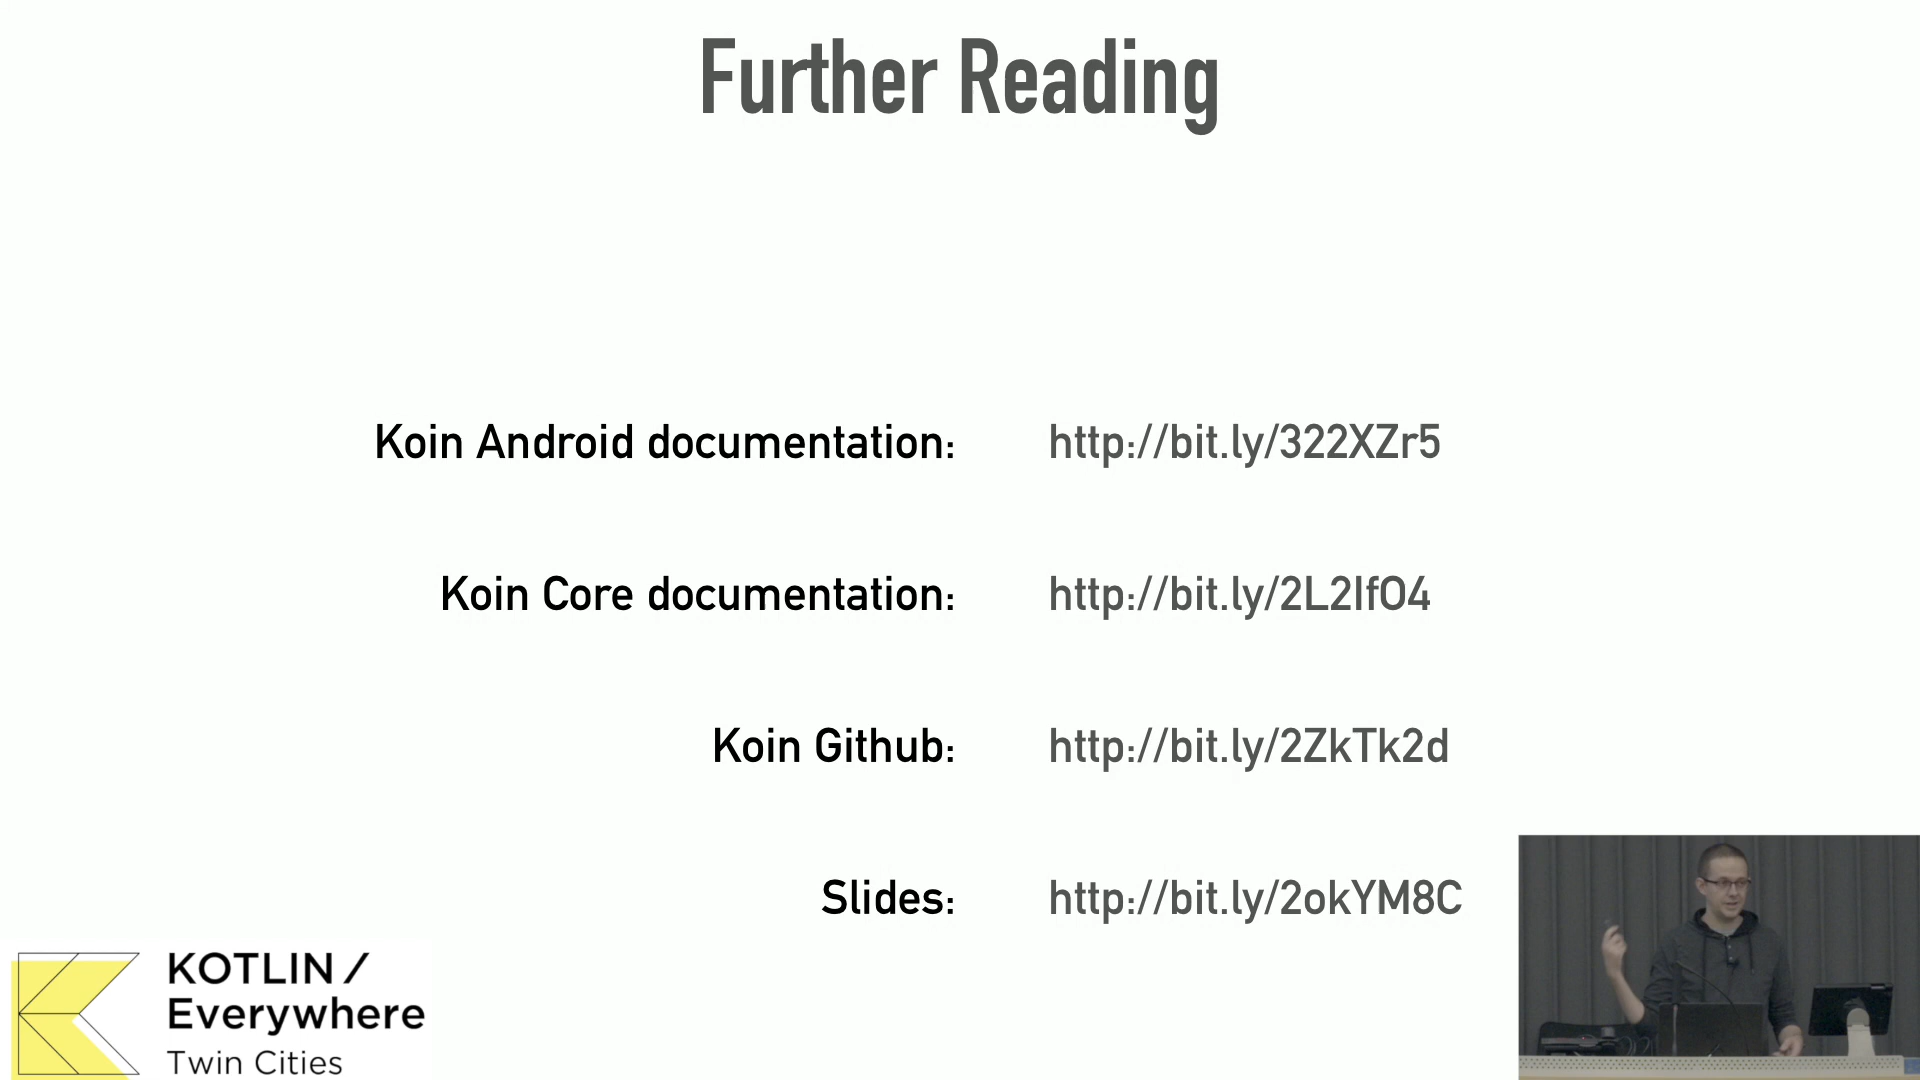 Further Reading
Koin Android documentation: http://bit.ly/322XZr5
Koin Core documentation: http://bit.ly/2L2IfO4
Koin Github: http://bit.ly/2ZkTk2d
Slides: http://bit.ly/2okYM8C
KOTLIN /
Everywhere
Twin Cities